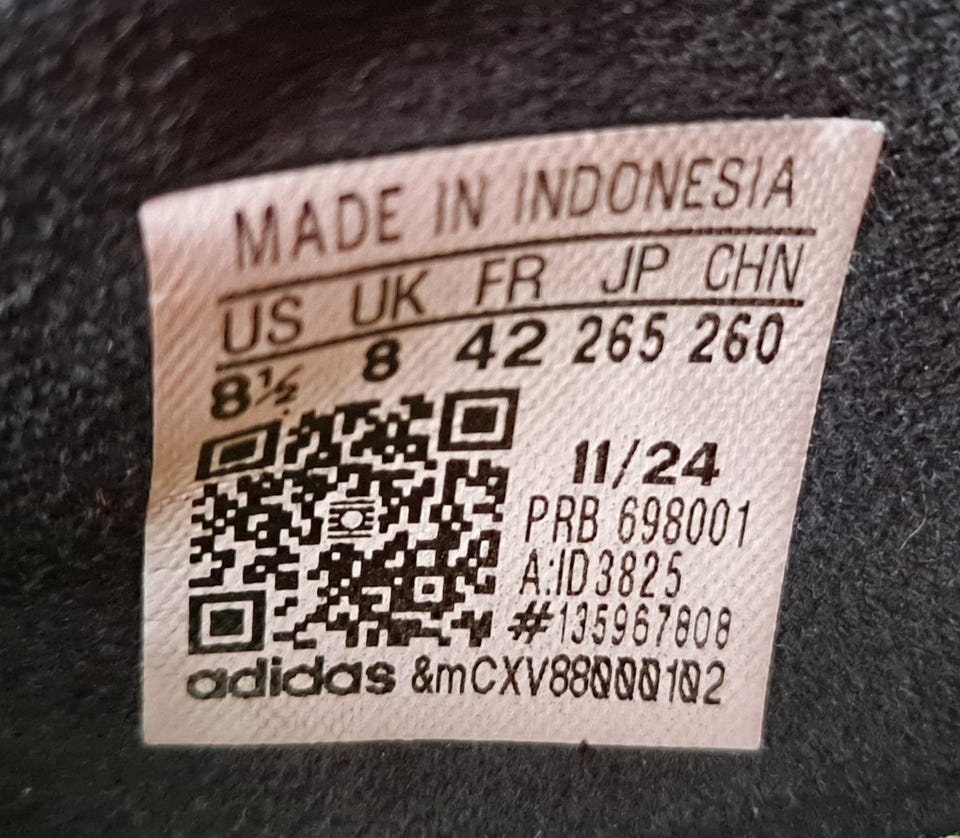 MADE IN INDONESIA
US UK FR JP CHN
8½ 8 42 265 260
11/24
PRB 698001
A:ID3825
#135967808
adidas &mCXV88000102